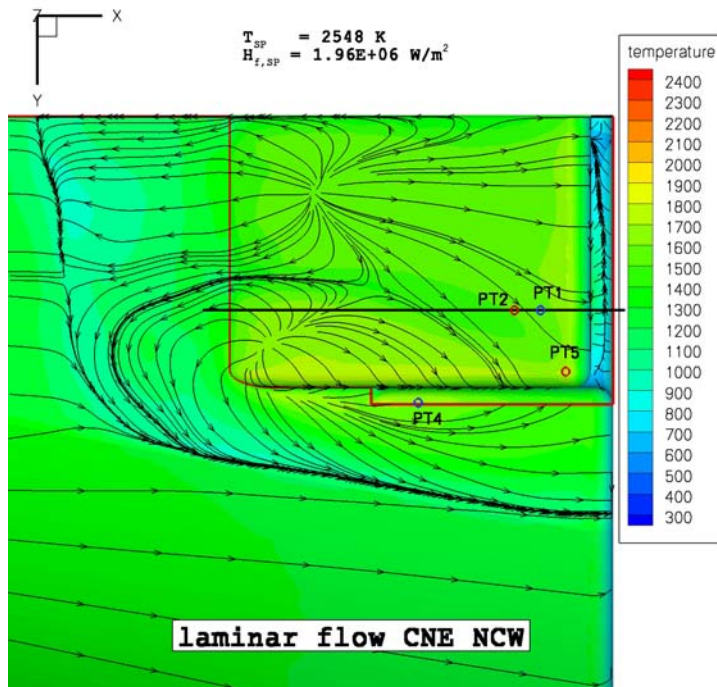 Z X
Y
T_SP = 2548 K
H_f,SP = 1.96E+06 W/m²
temperature
2400
2300
2200
2100
2000
1900
1800
1700
1600
1500
1400
1300
1200
1100
1000
900
800
700
600
500
400
300
PT2 PT1
PT5
PT4
laminar flow CNE NCW